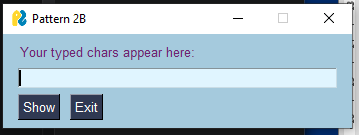 Pattern 2B
Your typed chars appear here:
Show Exit